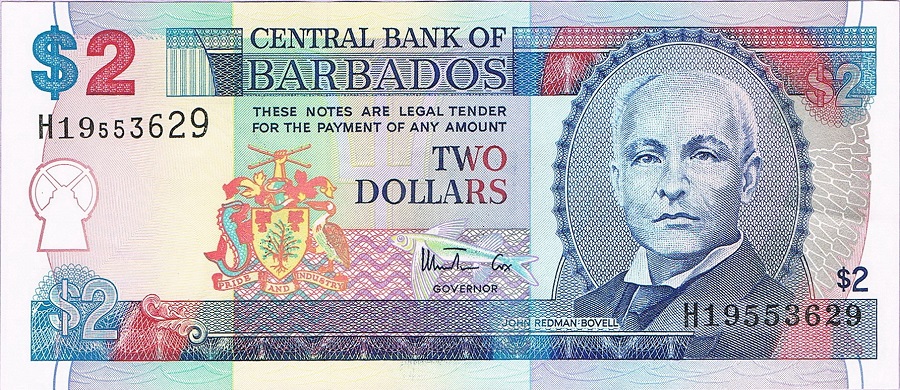 $2
CENTRAL BANK OF
BARBADOS
$2
H19553629
THESE NOTES ARE LEGAL TENDER
FOR THE PAYMENT OF ANY AMOUNT
TWO
DOLLARS
PRIDE AND INDUSTRY
GOVERNOR
$2
$2
JOHN REDMAN-BOVELL
H19553629